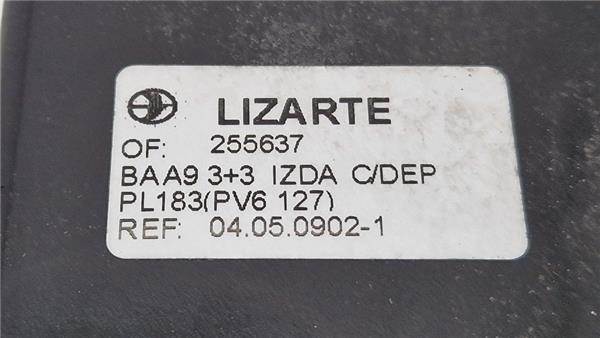 LIZARTE
OF: 255637
BAA9 3+3 IZDA C/DEP
PL183(PV6 127)
REF: 04.05.0902-1